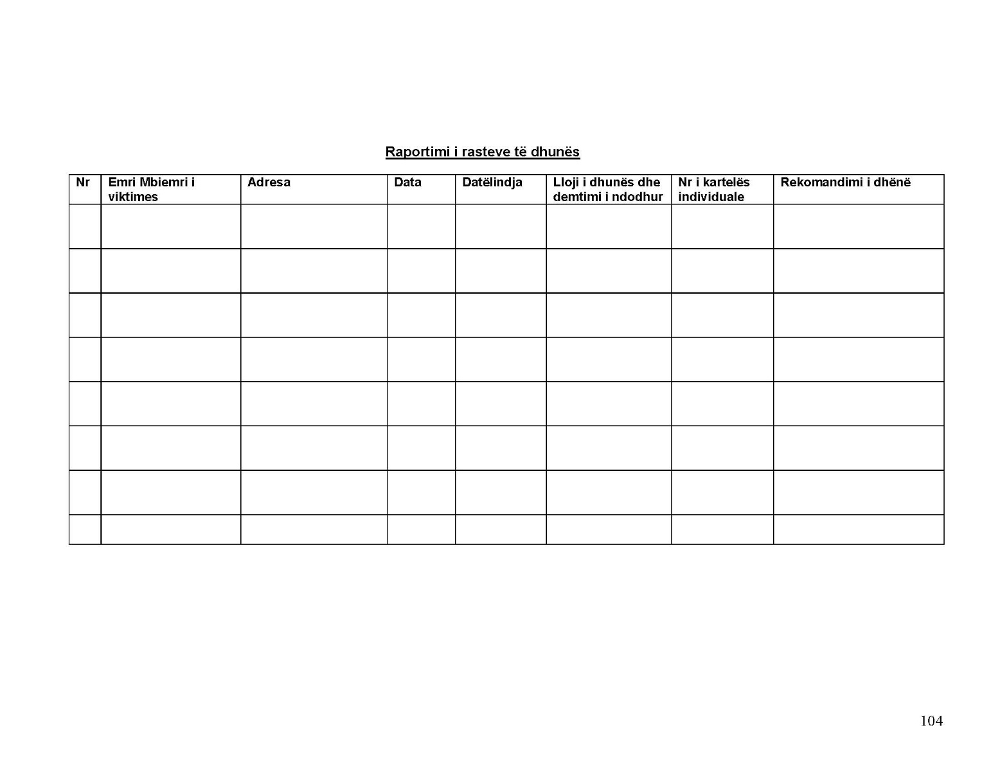 Raportimi i rasteve të dhunës
Nr
Emri Mbiemri i
viktimes
Adresa
Data
Datëlindja
Lloji i dhunës dhe
demtimi i ndodhur
Nr i kartelës
individuale
Rekomandimi i dhënë
104